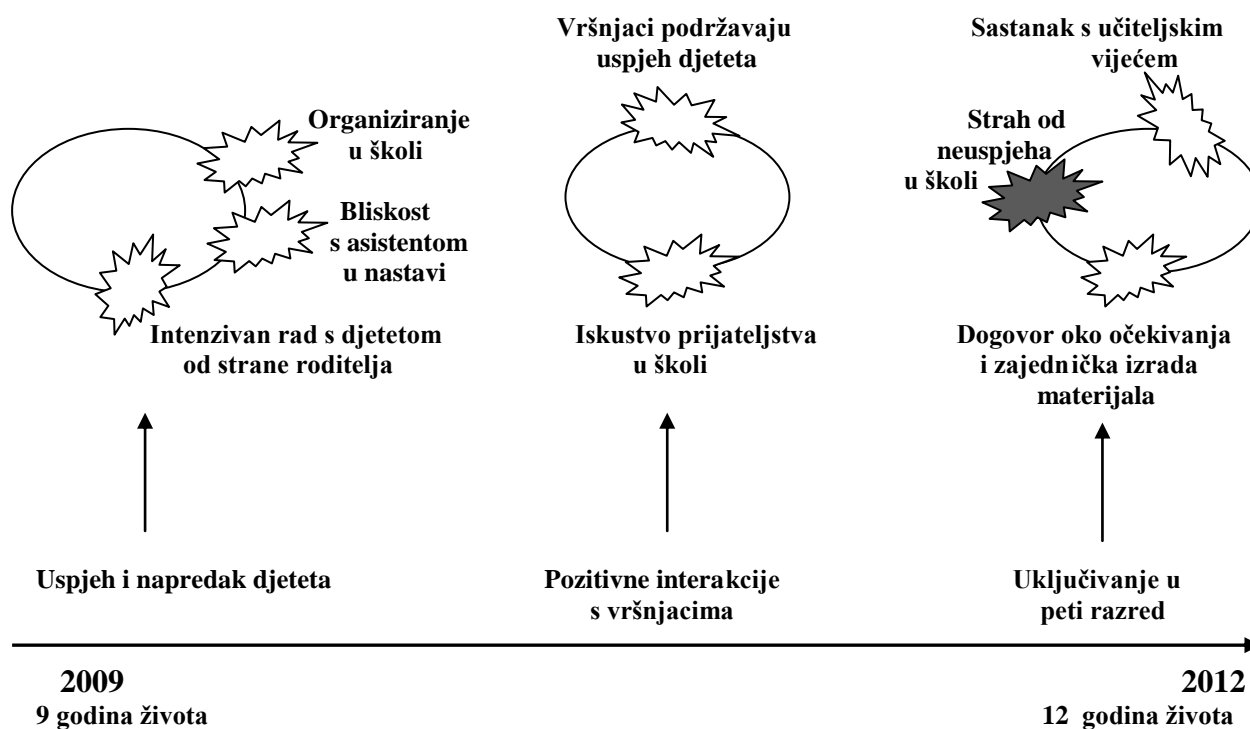 Organiziranje
u školi
Bliskost
s asistentom
u nastavi
Intenzivan rad s djetetom
od strane roditelja
Vršnjaci podržavaju
uspjeh djeteta
Iskustvo prijateljstva
u školi
Sastanak s učiteljskim
vijećem
Strah od
neuspjeha
u školi
Dogovor oko očekivanja
i zajednička izrada
materijala
Uspjeh i napredak djeteta
Pozitivne interakcije
s vršnjacima
Uključivanje u
peti razred
2009
9 godina života
2012
12 godina života